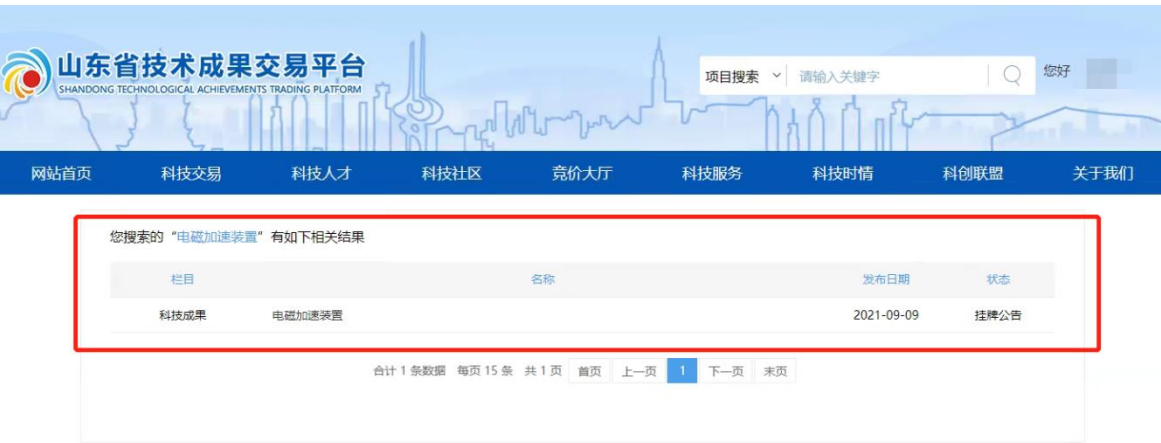 山东省技术成果交易平台
SHANDONG TECHNOLOGICAL ACHIEVEMENTS TRADING PLATFORM
项目搜索 请输入关键字 您好
网站首页 科技交易 科技人才 科技社区 竞价大厅 科技服务 科技时情 科创联盟 关于我们
您搜索的“电磁加速装置”有如下相关结果
栏目 名称 发布日期 状态
科技成果 电磁加速装置 2021-09-09 挂牌公告
合计 1 条数据 每页 15 条 共 1 页 首页 上一页 1 下一页 末页